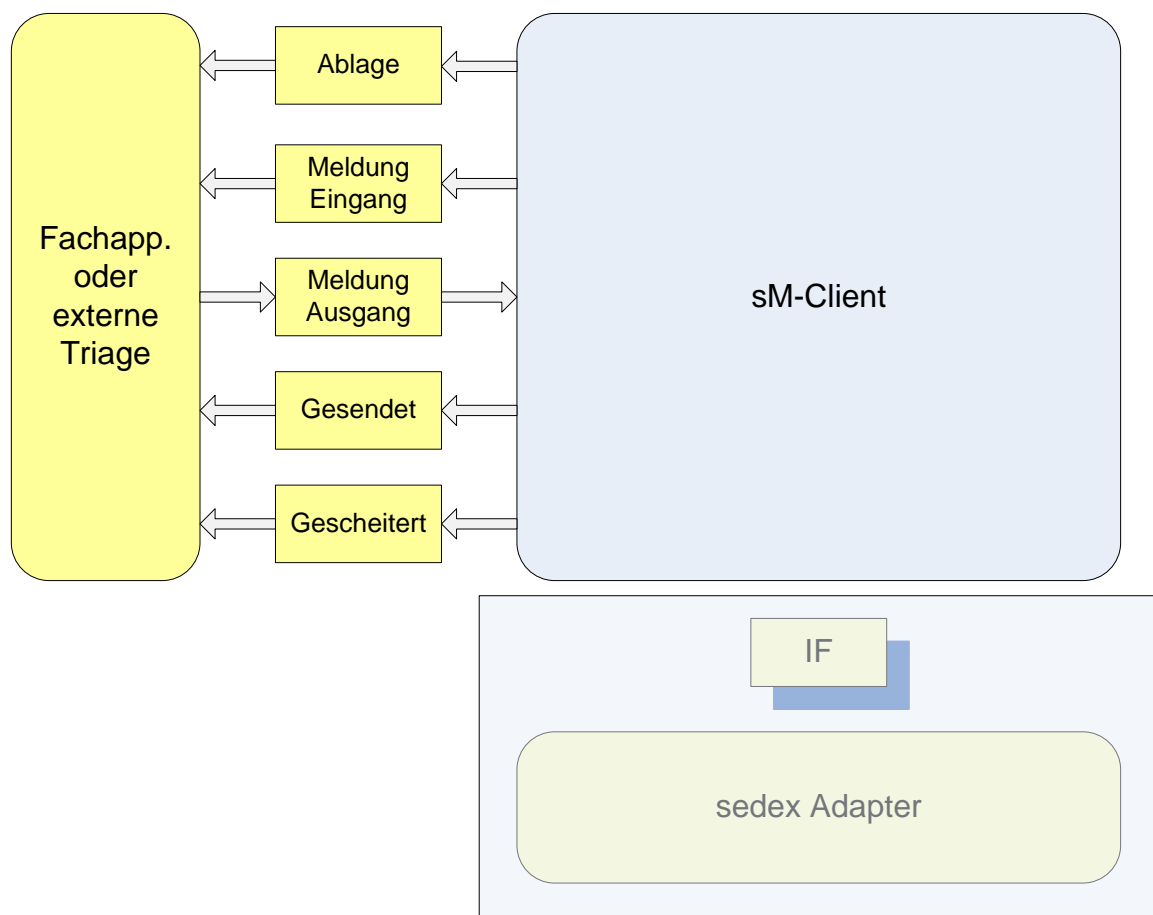 Fachapp.
oder
externe
Triage
Ablage
Meldung
Eingang
Meldung
Ausgang
Gesendet
Gescheitert
sM-Client
IF
sedex Adapter